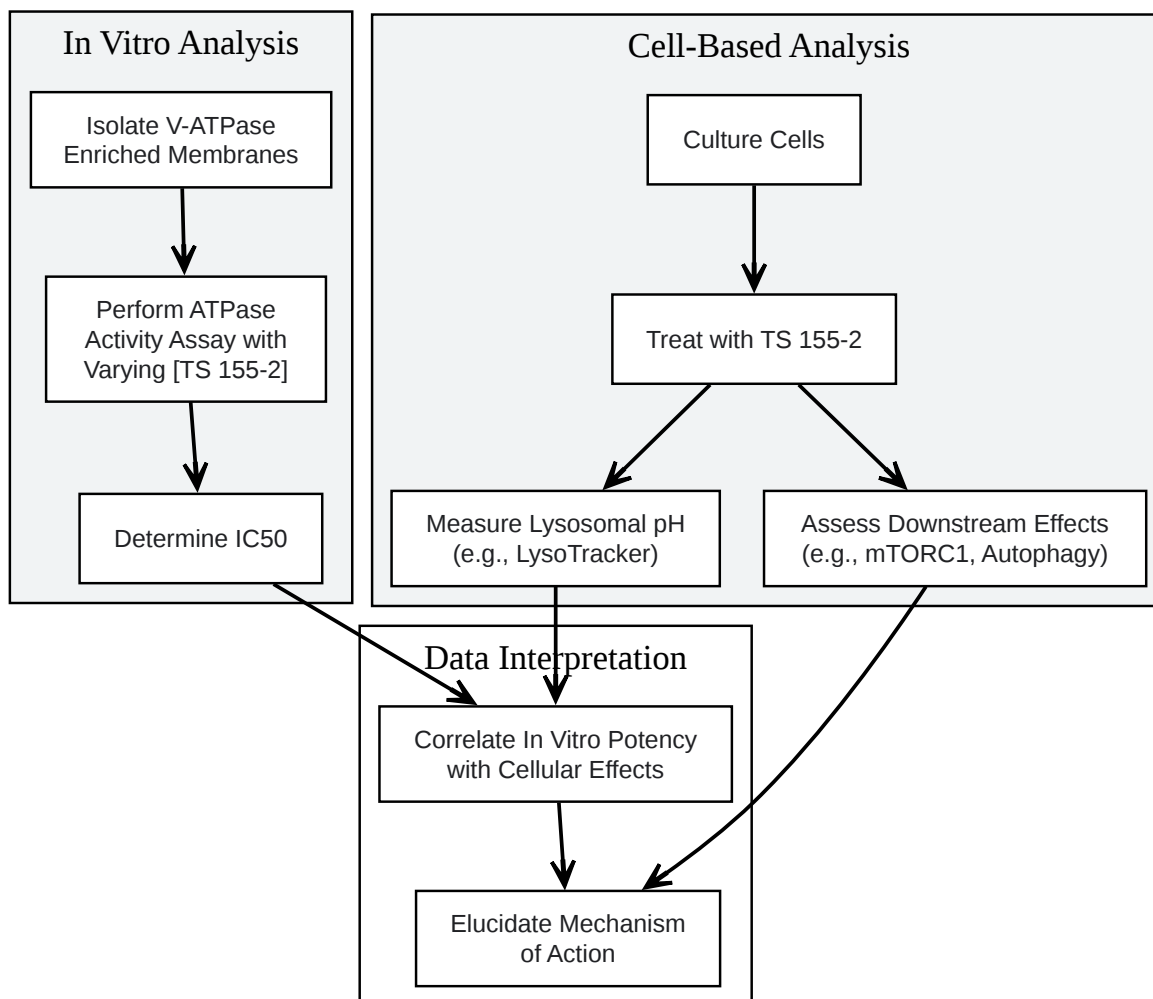 In Vitro Analysis
Isolate V-ATPase
Enriched Membranes
Perform ATPase
Activity Assay with
Varying [TS 155-2]
Determine IC50
Cell-Based Analysis
Culture Cells
Treat with TS 155-2
Measure Lysosomal pH
(e.g., LysoTracker)
Assess Downstream Effects
(e.g., mTORC1, Autophagy)
Data Interpretation
Correlate In Vitro Potency
with Cellular Effects
Elucidate Mechanism
of Action